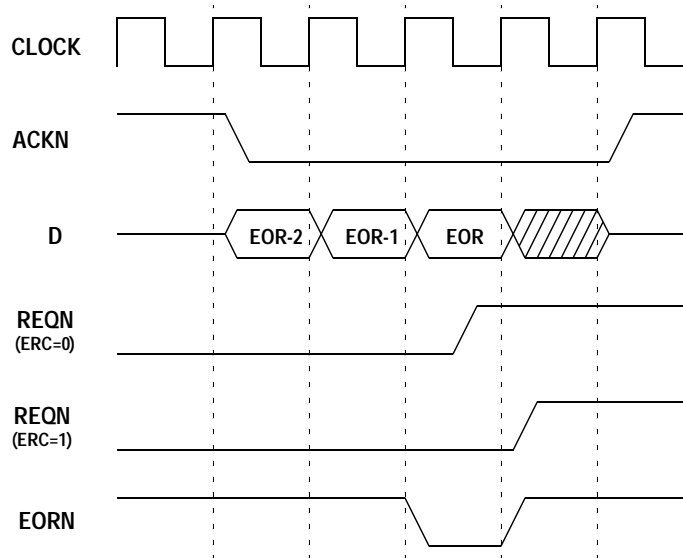 CLOCK
ACKN
D
EOR-2 EOR-1 EOR
REQN
(ERC=0)
REQN
(ERC=1)
EORN